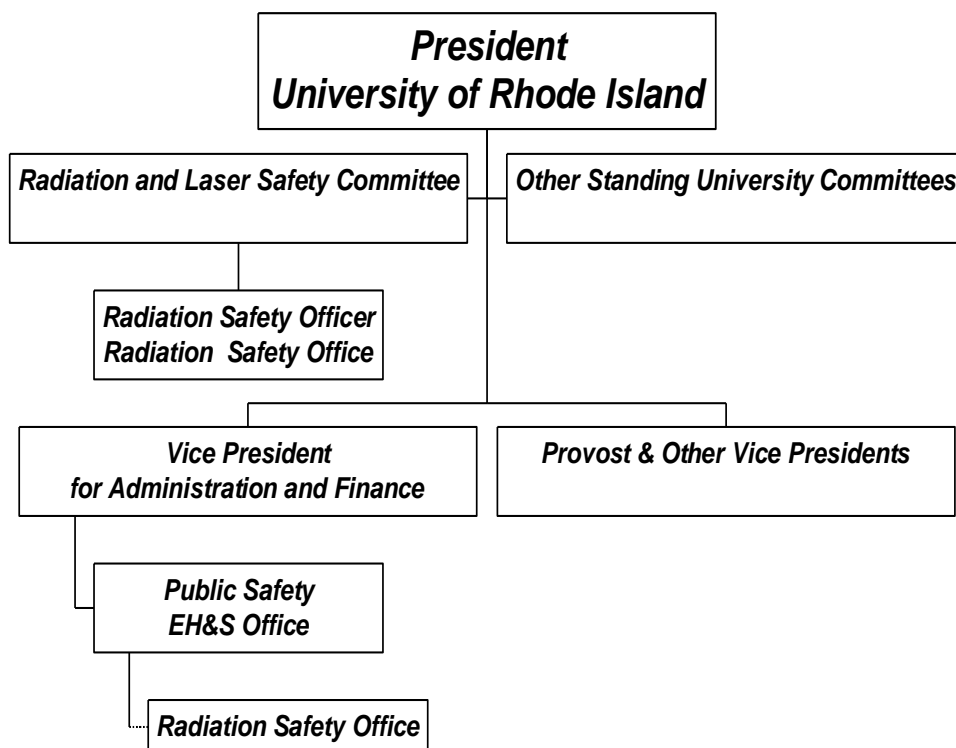 President
University of Rhode Island
Radiation and Laser Safety Committee
Other Standing University Committees
Radiation Safety Officer
Radiation Safety Office
Vice President
for Administration and Finance
Provost & Other Vice Presidents
Public Safety
EH&S Office
Radiation Safety Office